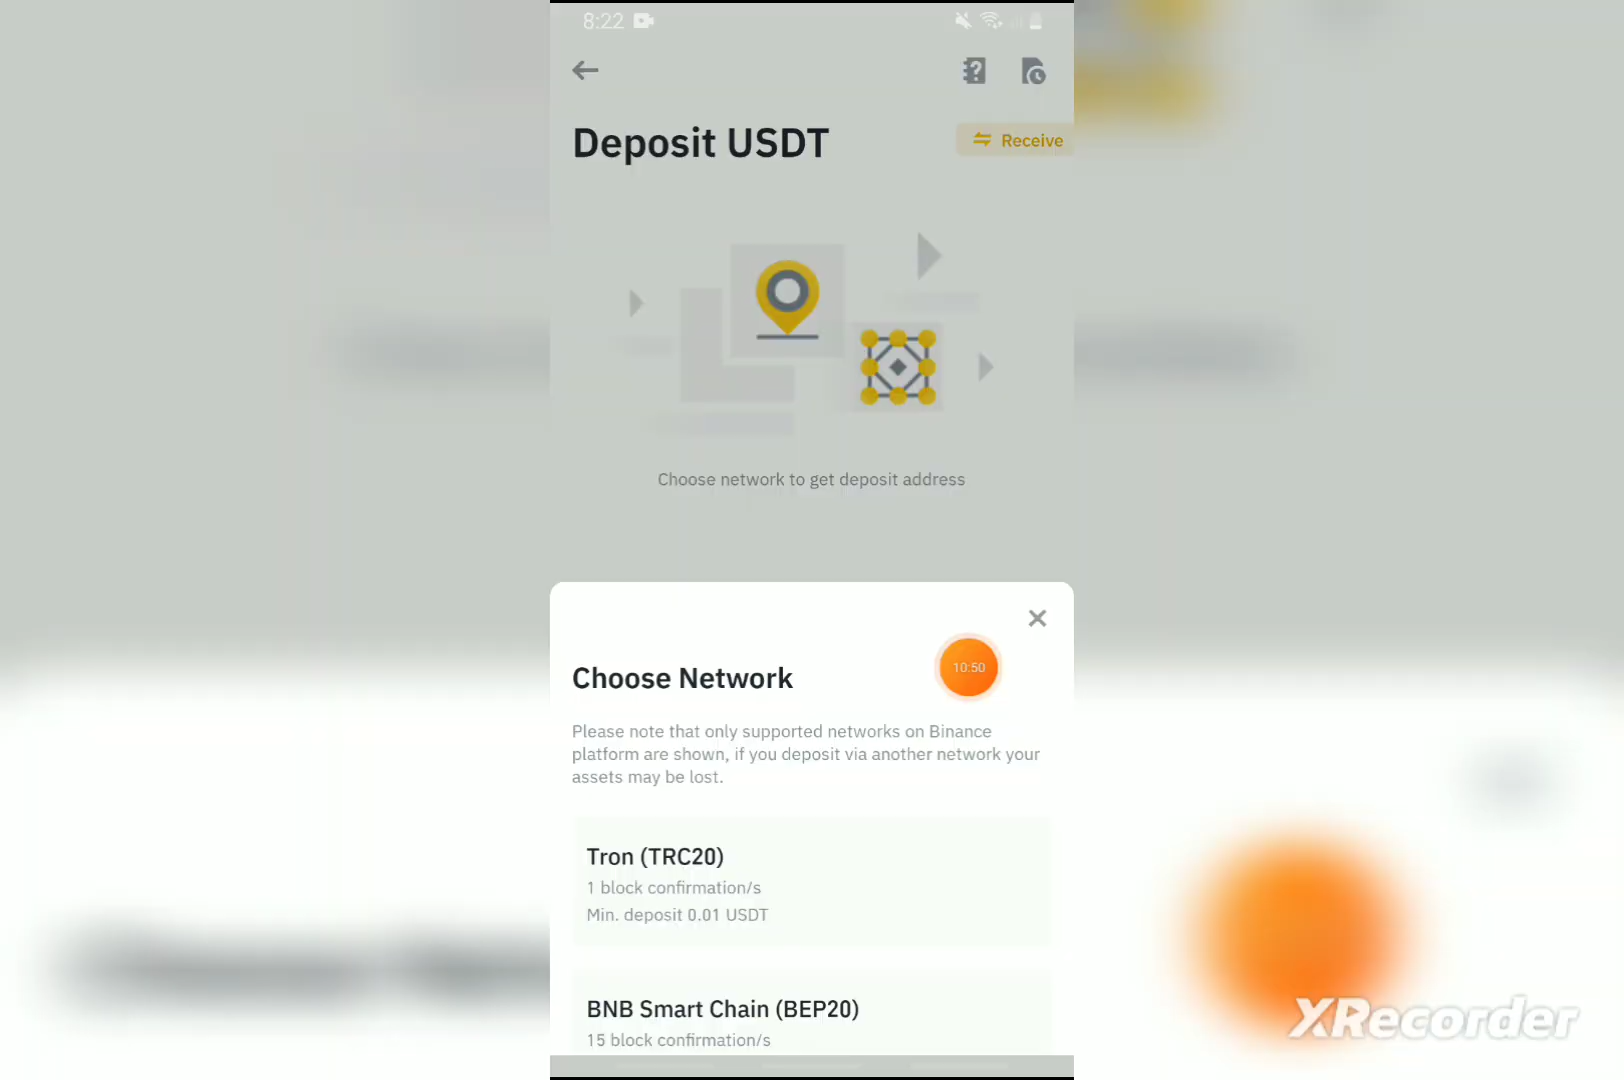 8:22
Deposit USDT
Receive
Choose network to get deposit address
Choose Network
10:50
Please note that only supported networks on Binance
platform are shown, if you deposit via another network your
assets may be lost.
Tron (TRC20)
1 block confirmation/s
Min. deposit 0.01 USDT
BNB Smart Chain (BEP20)
15 block confirmation/s
XRecorder